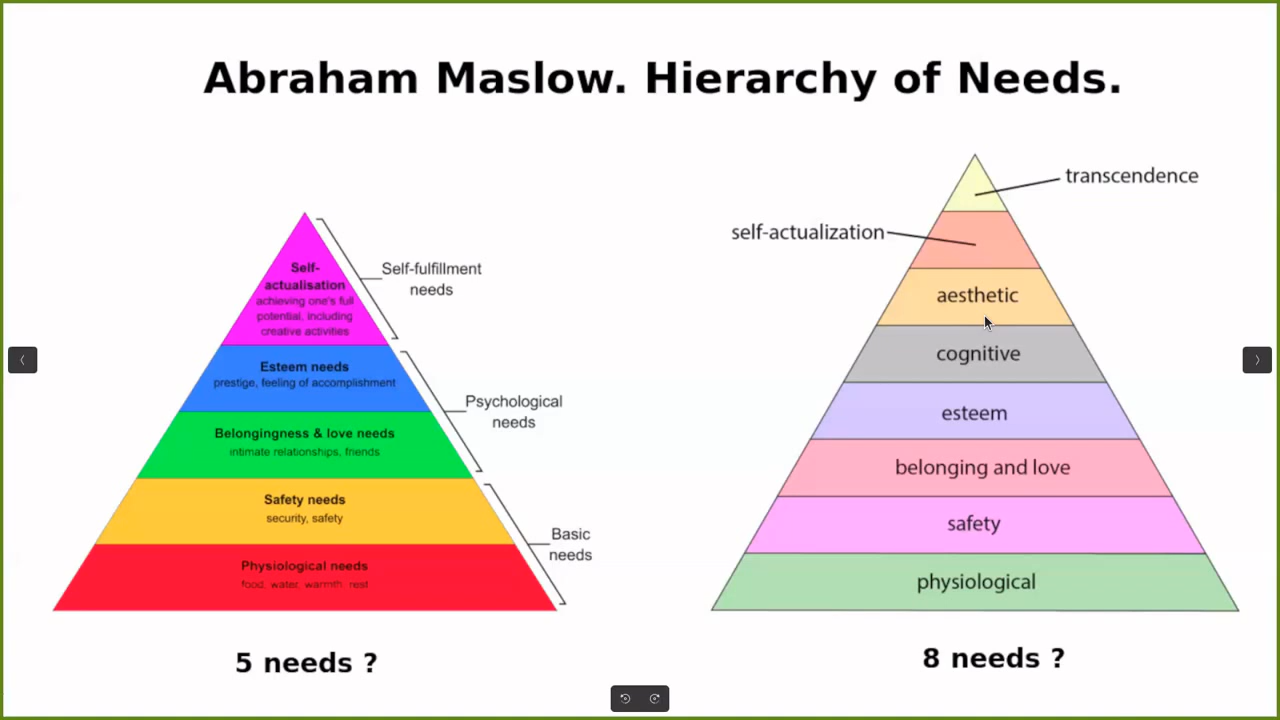 Abraham Maslow. Hierarchy of Needs.
Self-
actualisation
achieving one's full
potential, including
creative activities
Self-fulfillment
needs
Esteem needs
prestige, feeling of accomplishment
Psychological
needs
Belongingness & love needs
intimate relationships, friends
Safety needs
security, safety
Basic
needs
Physiological needs
food, water, warmth, rest
5 needs ?
transcendence
self-actualization
aesthetic
cognitive
esteem
belonging and love
safety
physiological
8 needs ?